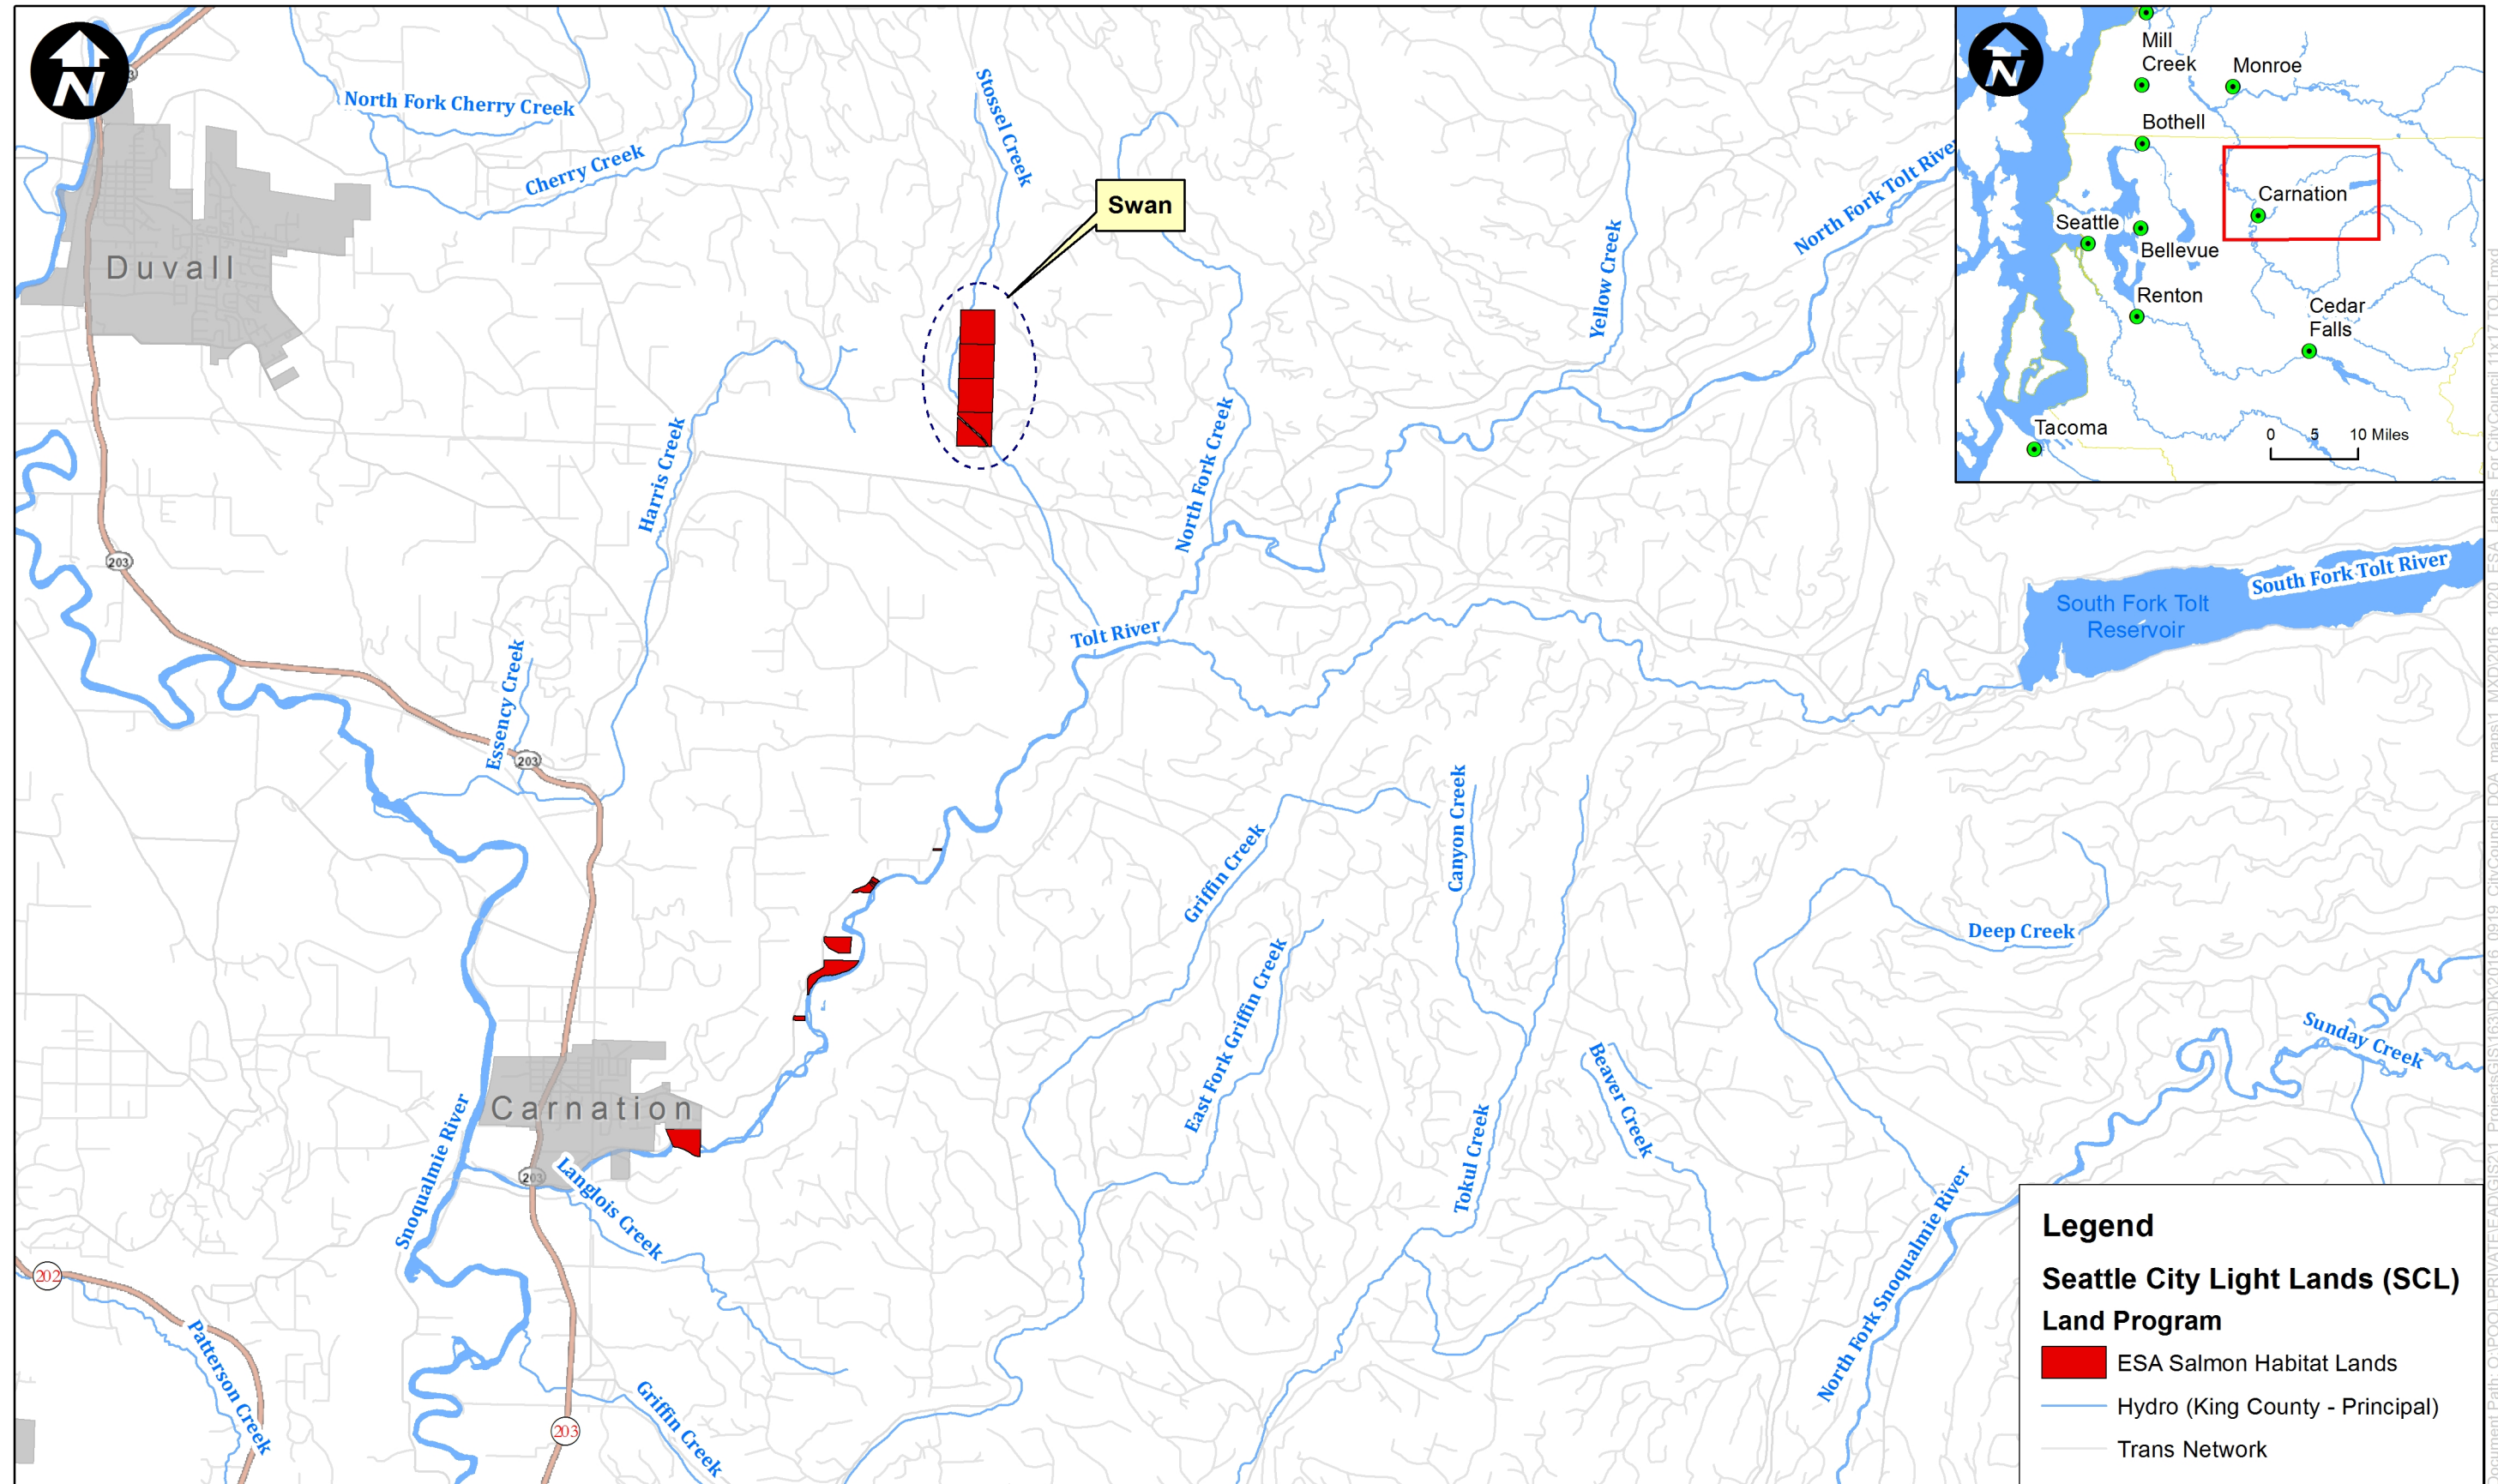 N
North Fork Cherry Creek
Cherry Creek
Stossel Creek
Swan
Duvall
Yellow Creek
North Fork Tolt River
North Fork Creek
Harris Creek
203
Essency Creek
203
Tolt River
South Fork Tolt River
South Fork Tolt
Reservoir
Griffin Creek
Canyon Creek
East Fork Griffin Creek
Deep Creek
Sunday Creek
Beaver Creek
Tokul Creek
Carnation
203
Snoqualmie River
Langlois Creek
North Fork Snoqualmie River
202
Patterson Creek
Griffin Creek
203
N
Mill
Creek
Monroe
Bothell
Carnation
Seattle
Bellevue
Renton
Cedar
Falls
Tacoma
0 5 10 Miles
Legend
Seattle City Light Lands (SCL)
Land Program
ESA Salmon Habitat Lands
Hydro (King County - Principal)
Trans Network